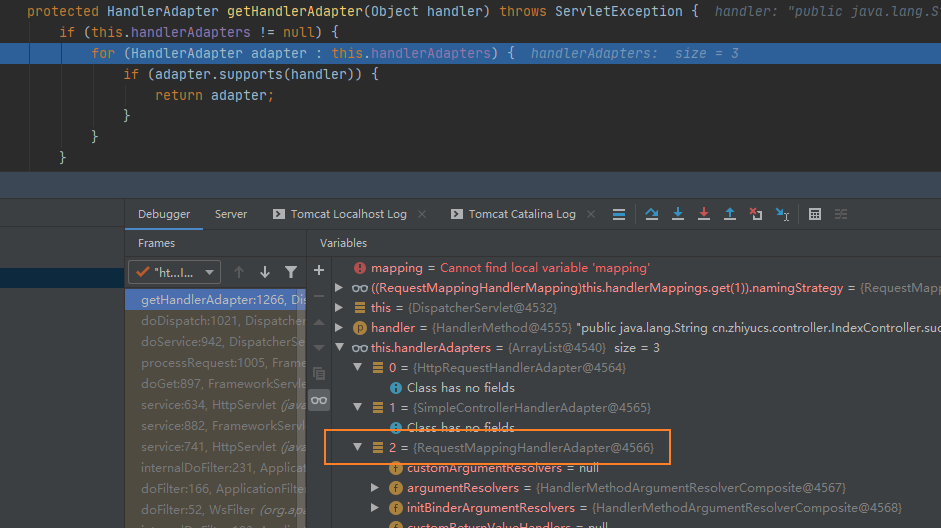 protected HandlerAdapter getHandlerAdapter(Object handler) throws ServletException { handler: "public java.lang.S
if (this.handlerAdapters != null) {
for (HandlerAdapter adapter : this.handlerAdapters) { handlerAdapters: size = 3
if (adapter.supports(handler)) {
return adapter;
}
}
}
Debugger Server Tomcat Localhost Log Tomcat Catalina Log
Frames Variables
"ht...l...
mapping = Cannot find local variable 'mapping'
((RequestMappingHandlerMapping)this.handlerMappings.get(1)).namingStrategy = {RequestMapp
this = {DispatcherServlet@4532}
handler = {HandlerMethod@4555} "public java.lang.String cn.zhiyucs.controller.IndexController.suc
this.handlerAdapters = {ArrayList@4540} size = 3
0 = {HttpRequestHandlerAdapter@4564}
Class has no fields
1 = {SimpleControllerHandlerAdapter@4565}
Class has no fields
2 = {RequestMappingHandlerAdapter@4566}
customArgumentResolvers = null
argumentResolvers = {HandlerMethodArgumentResolverComposite@4567}
initBinderArgumentResolvers = {HandlerMethodArgumentResolverComposite@4568}
customReturnValueHandlers = null
getHandlerAdapter:1266, Dis
doDispatch:1021, Dispatcher
doService:942, DispatcherSe
processRequest:1005, Frame
doGet:897, FrameworkServle
service:634, HttpServlet (java
service:882, FrameworkServ
service:741, HttpServlet (java
internalDoFilter:231, Applicat
doFilter:166, ApplicationFilter
doFilter:52, WsFilter (org.apa